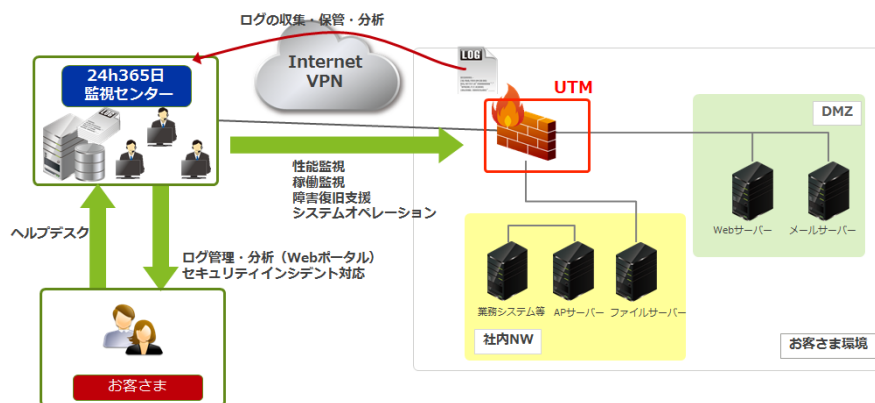 ログの収集・保管・分析
Internet
VPN
LOG
24h365日
監視センター
UTM
DMZ
性能監視
稼働監視
障害復旧支援
システムオペレーション
Webサーバー
メールサーバー
ヘルプデスク
ログ管理・分析（Webポータル）
セキュリティインシデント対応
業務システム等
APサーバー
ファイルサーバー
社内NW
お客さま環境
お客さま